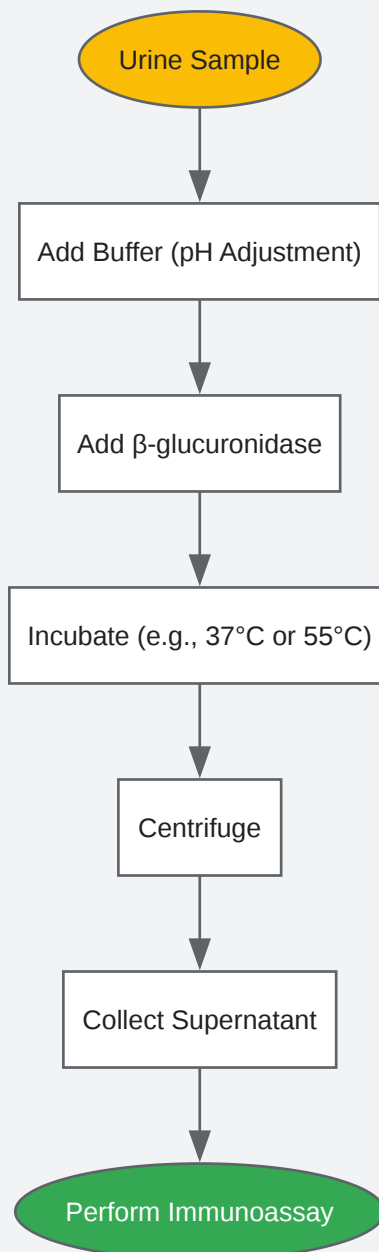 Urine Sample
Add Buffer (pH Adjustment)
Add β-glucuronidase
Incubate (e.g., 37°C or 55°C)
Centrifuge
Collect Supernatant
Perform Immunoassay